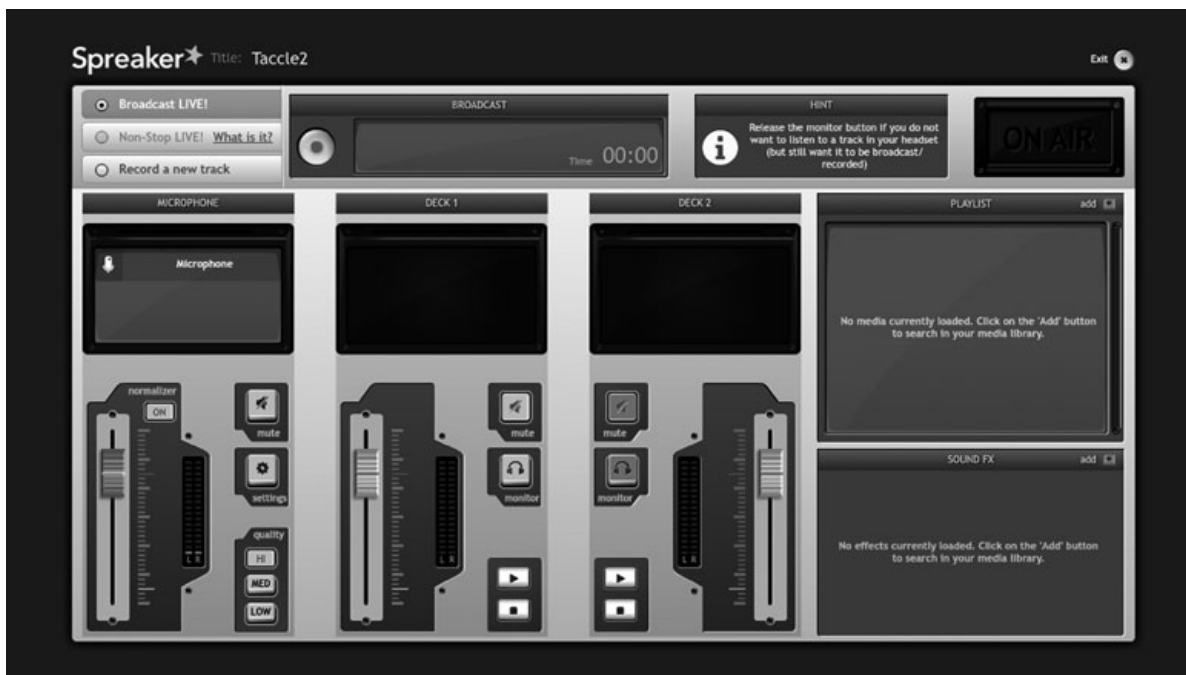 Spreaker Title: Taccle2
Exit
Broadcast LIVE!
Non-Stop LIVE! What is it?
Record a new track
BROADCAST
Time 00:00
HINT
Release the monitor button if you do not
want to listen to a track in your headset
(but still want it to be broadcast/
recorded)
ON AIR
MICROPHONE
Microphone
normalizer
ON
mute
settings
quality
HI
MED
LOW
L R
DECK 1
mute
monitor
L R
DECK 2
mute
monitor
L R
PLAYLIST add
No media currently loaded. Click on the 'Add' button
to search in your media library.
SOUND FX add
No effects currently loaded. Click on the 'Add' button
to search in your media library.